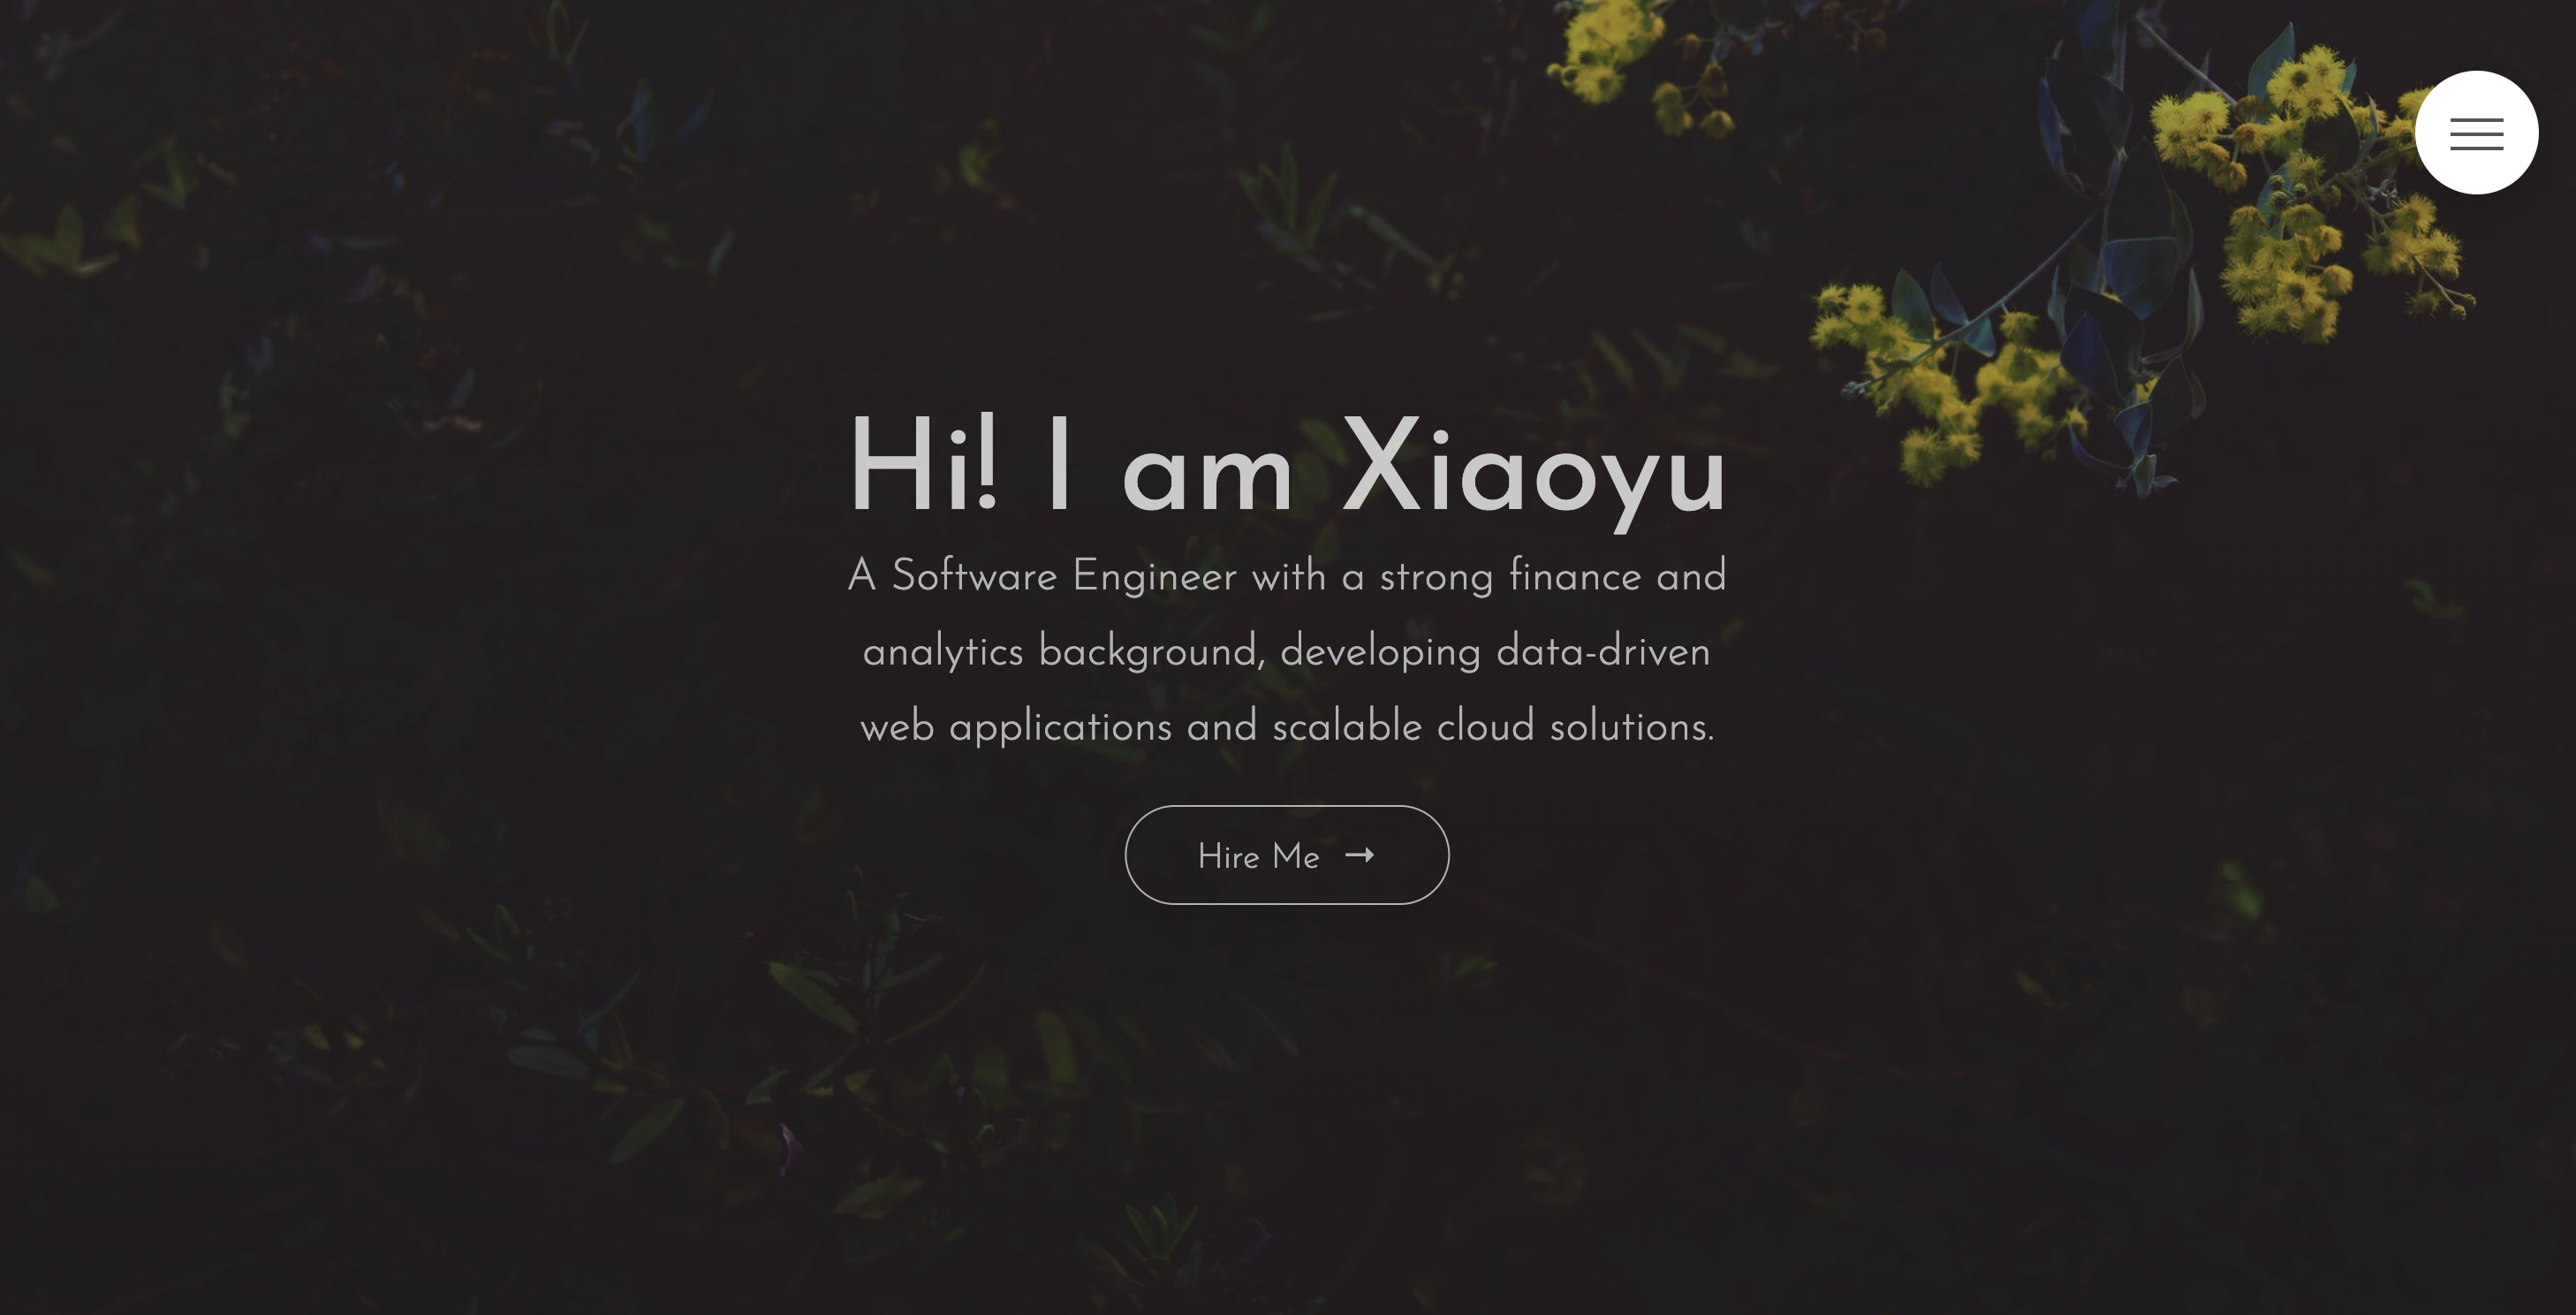 Hi! I am Xiaoyu
A Software Engineer with a strong finance and
analytics background, developing data-driven
web applications and scalable cloud solutions.
Hire Me